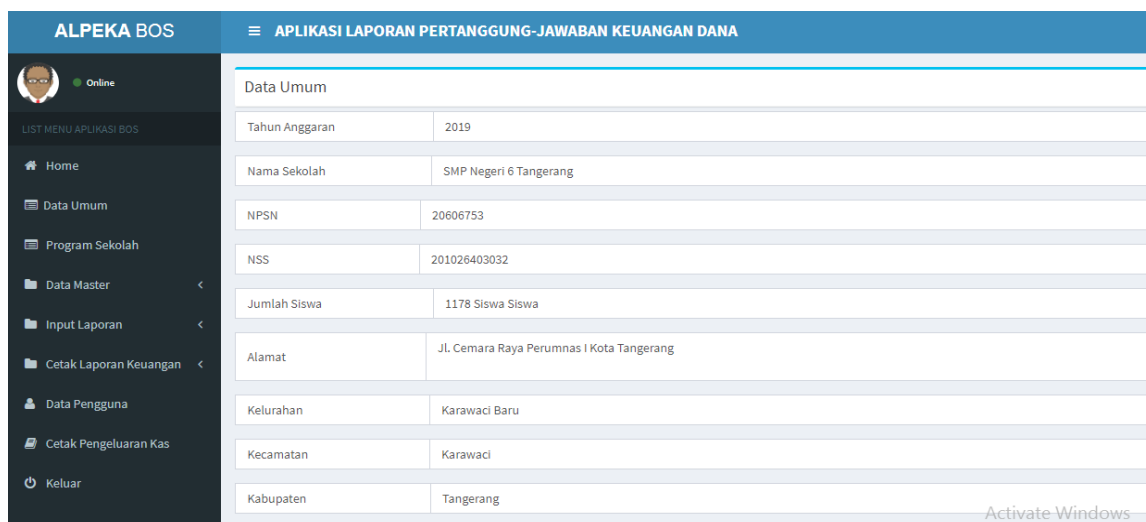 ALPEKA BOS
APLIKASI LAPORAN PERTANGGUNG-JAWABAN KEUANGAN DANA
Online
LIST MENU APLIKASI BOS
Home
Data Umum
Program Sekolah
Data Master
Input Laporan
Cetak Laporan Keuangan
Data Pengguna
Cetak Pengeluaran Kas
Keluar
Data Umum
Tahun Anggaran 2019
Nama Sekolah SMP Negeri 6 Tangerang
NPSN 20606753
NSS 201026403032
Jumlah Siswa 1178 Siswa Siswa
Alamat Jl. Cemara Raya Perumnas I Kota Tangerang
Kelurahan Karawaci Baru
Kecamatan Karawaci
Kabupaten Tangerang
Activate Windows